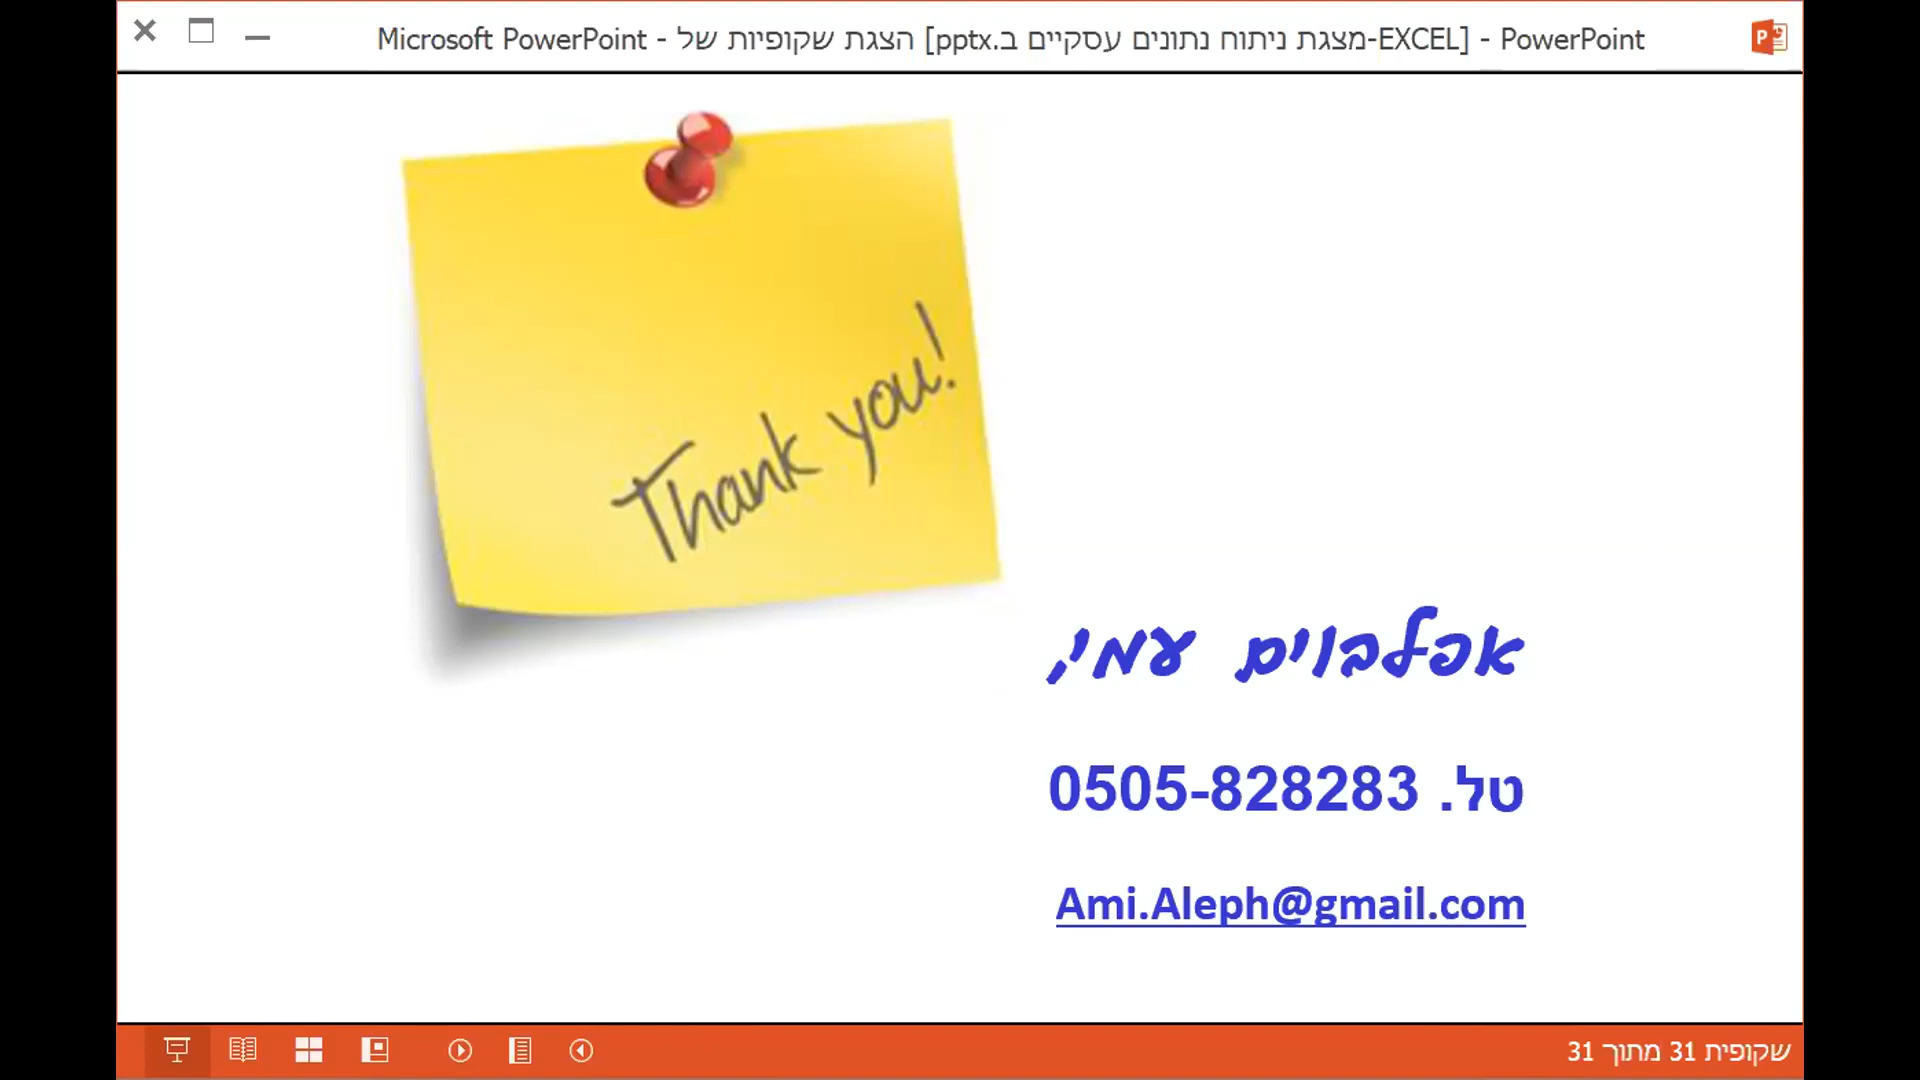 Microsoft PowerPoint - הצגת שקופיות של [מצגת ניתוח נתונים עסקיים ב.pptx-EXCEL] - PowerPoint
Thank you!
אפלבוים עמי,
טל. 0505-828283
Ami.Aleph@gmail.com
שקופית 31 מתוך 31